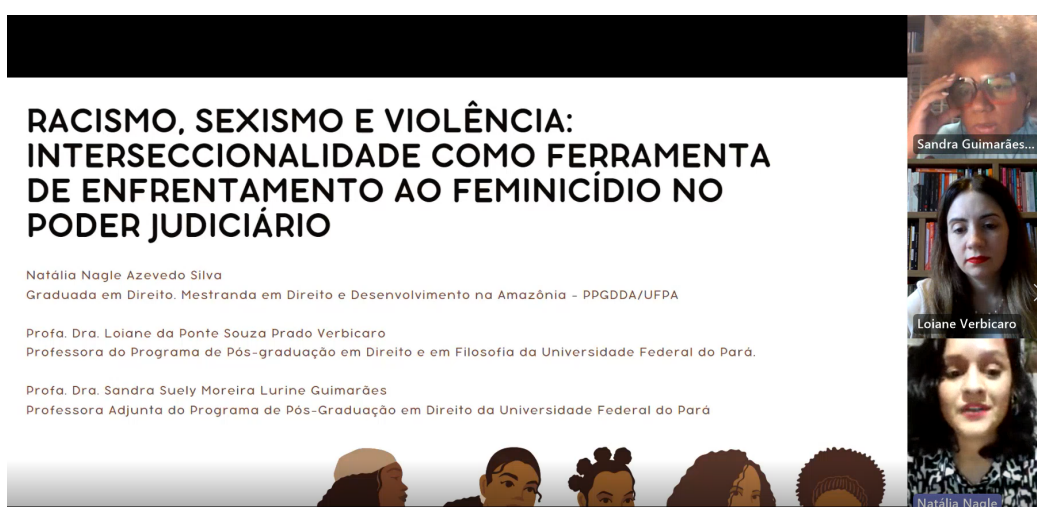 RACISMO, SEXISMO E VIOLÊNCIA:
INTERSECCIONALIDADE COMO FERRAMENTA
DE ENFRENTAMENTO AO FEMINICÍDIO NO
PODER JUDICIÁRIO
Natália Nagle Azevedo Silva
Graduada em Direito. Mestranda em Direito e Desenvolvimento na Amazônia - PPGDDA/UFPA
Profa. Dra. Loiane da Ponte Souza Prado Verbicaro
Professora do Programa de Pós-graduação em Direito e em Filosofia da Universidade Federal do Pará.
Profa. Dra. Sandra Suely Moreira Lurine Guimarães
Professora Adjunta do Programa de Pós-Graduação em Direito da Universidade Federal do Pará
Sandra Guimarães...
Loiane Verbicaro
Natália Nagle